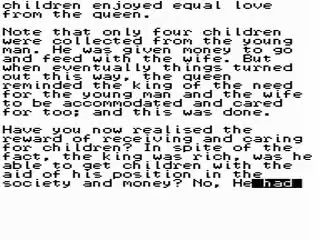 children enjoyed equal love
from the queen.
Note that only four children
were collected from the young
man. He was given money to go
and feed with the wife. But
when eventually things turned
out this way, the queen
reminded the king of the need
for the young man and the wife
to be accommodated and cared
for too; and this was done.
Have you now realised the
reward of receiving and caring
for children? In spite of the
fact, the king was rich, was he
able to get children with the
aid of his position in the
society and money? No, He had